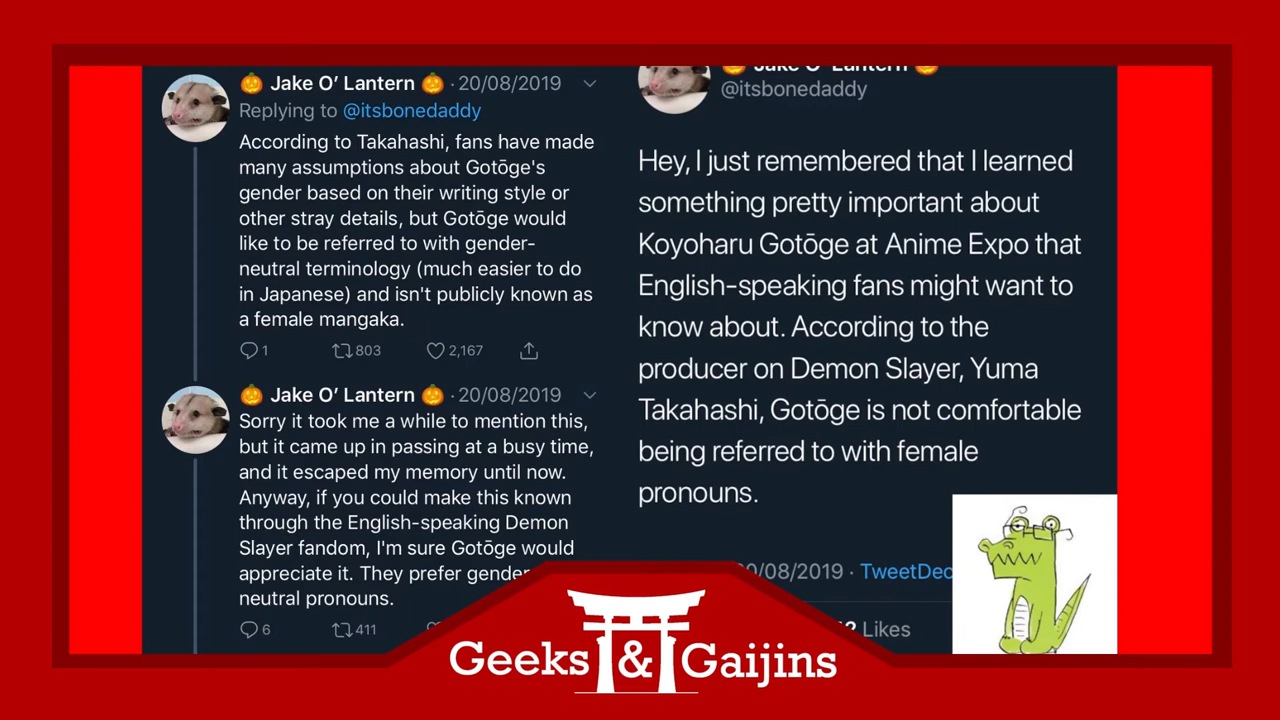 🎃 Jake O’ Lantern 🎃 · 20/08/2019
Replying to @itsbonedaddy
According to Takahashi, fans have made
many assumptions about Gotōge's
gender based on their writing style or
other stray details, but Gotōge would
like to be referred to with gender-
neutral terminology (much easier to do
in Japanese) and isn't publicly known as
a female mangaka.
1 803 2,167
🎃 Jake O’ Lantern 🎃 · 20/08/2019
Sorry it took me a while to mention this,
but it came up in passing at a busy time,
and it escaped my memory until now.
Anyway, if you could make this known
through the English-speaking Demon
Slayer fandom, I'm sure Gotōge would
appreciate it. They prefer gender
neutral pronouns.
6 411
🎃 Jake O’ Lantern 🎃
@itsbonedaddy
Hey, I just remembered that I learned
something pretty important about
Koyoharu Gotōge at Anime Expo that
English-speaking fans might want to
know about. According to the
producer on Demon Slayer, Yuma
Takahashi, Gotōge is not comfortable
being referred to with female
pronouns.
0/08/2019 · TweetDec
2 Likes
Geeks & Gaijins